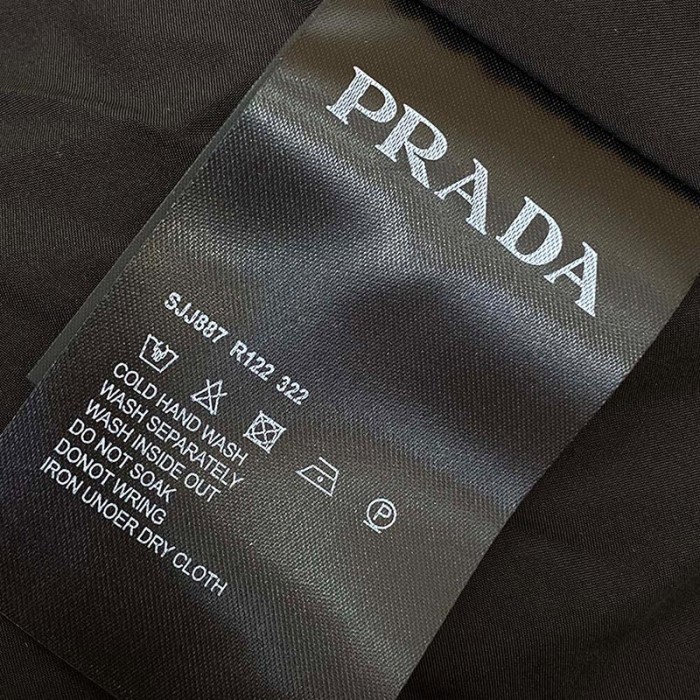 PRADA
SJJ887 R122 322
COLD HAND WASH
WASH SEPARATELY
WASH INSIDE OUT
DO NOT SOAK
DONOT WRING
IRON UNOER DRY CLOTH
P